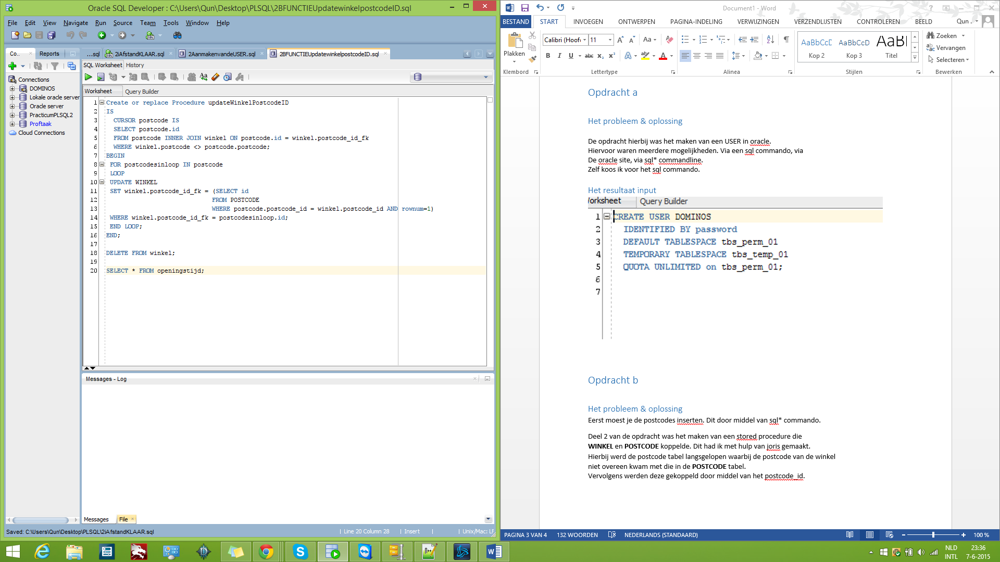 Oracle SQL Developer : C:\Users\Qun\Desktop\PLSQL\2BFUNCTIEUpdatewinkelpostcodeID.sql
File Edit View Navigate Run Source Team Tools Window Help
Co.. Reports
...sql 2iAfstandKLAAR.sql 2AaanmakenvandeUSER.sql 2BFUNCTIEUpdatewinkelpostcodeID.sql
SQL Worksheet History
Worksheet Query Builder
Connections
DOMINOS
Lokale oracle server
Oracle server
PracticumPLSQL2
Proftaak
Cloud Connections
1 Create or replace Procedure updateWinkelPostcodeID
2 IS
3 CURSOR postcode IS
4 SELECT postcode.id
5 FROM postcode INNER JOIN winkel ON postcode.id = winkel.postcode_id_fk
6 WHERE winkel.postcode <> postcode.postcode;
7 BEGIN
8 FOR postcodesinloop IN postcode
9 LOOP
10 UPDATE WINKEL
11 SET winkel.postcode_id_fk = (SELECT id
12 FROM POSTCODE
13 WHERE postcode.postcode_id = winkel.postcode_id AND rownum=1)
14 WHERE winkel.postcode_id_fk = postcodesinloop.id;
15 END LOOP;
16 END;
17
18 DELETE FROM winkel;
19
20 SELECT * FROM openingstijd;
Messages - Log
Messages File
Saved: C:\Users\Qun\Desktop\PLSQL\2iAfstandKLAAR.sql
Line 20 Column 28 Insert Unix/Mac: LF
Document1 - Word
BESTAND START INVOEGEN ONTWERPEN PAGINA-INDELING VERWIJZINGEN VERZENDLIJSTEN CONTROLEREN BEELD Qun .
Plakken
Klembord
Calibri (Hoof 11
Lettertype
Alinea
AaBbCcC AaBbCcD AaBl
Kop 2 Kop 3 Titel
Stijlen
Zoeken
Vervangen
Selecteren
Bewerken
Opdracht a
Het probleem & oplossing
De opdracht hierbij was het maken van een USER in oracle.
Hiervoor waren meerdere mogelijkheden. Via een sql commando, via
De oracle site, via sql* commandline.
Zelf koos ik voor het sql commando.
Het resultaat input
Worksheet Query Builder
1 CREATE USER DOMINOS
2 IDENTIFIED BY password
3 DEFAULT TABLESPACE tbs_perm_01
4 TEMPORARY TABLESPACE tbs_temp_01
5 QUOTA UNLIMITED on tbs_perm_01;
6
7
Opdracht b
Het probleem & oplossing
Eerst moest je de postcodes inserten. Dit door middel van sql* commando.
Deel 2 van de opdracht was het maken van een stored procedure die
WINKEL en POSTCODE koppelde. Dit had ik met hulp van joris gemaakt.
Hierbij werd de postcode tabel langsgelopen waarbij de postcode van de winkel
niet overeen kwam met die in de POSTCODE tabel.
Vervolgens werden deze gekoppeld door middel van het postcode_id.
PAGINA 3 VAN 4 132 WOORDEN NEDERLANDS (STANDAARD) 100 %
NLD 23:36
INTL 7-6-2015